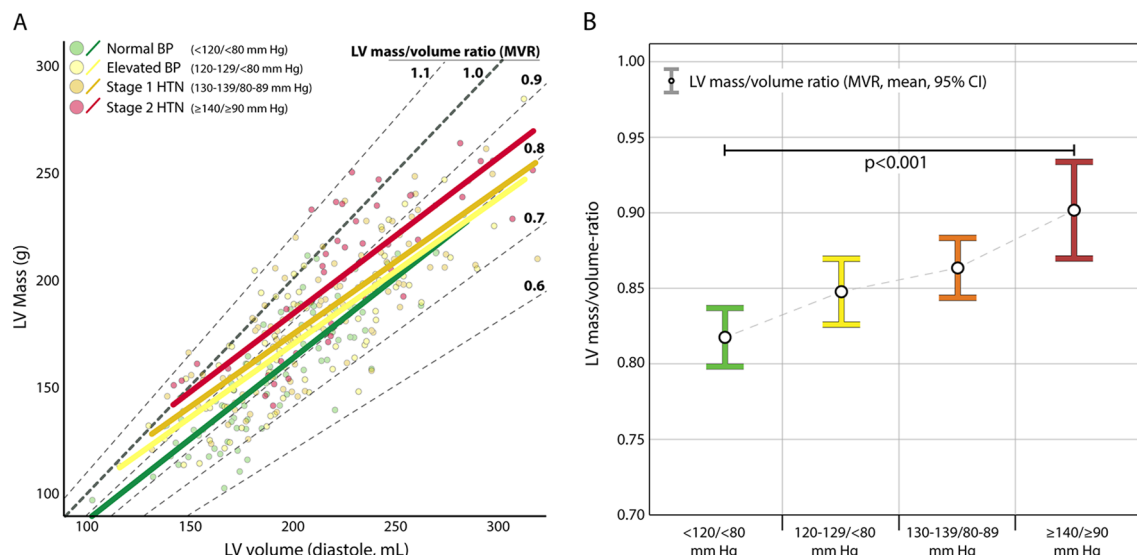 A
Normal BP (<120/<80 mm Hg)
Elevated BP (120-129/<80 mm Hg)
Stage 1 HTN (130-139/80-89 mm Hg)
Stage 2 HTN (≥140/≥90 mm Hg)
LV mass/volume ratio (MVR)
1.1 1.0 0.9
0.8
0.7
0.6
LV Mass (g)
300
250
200
150
100
100 150 200 250 300
LV volume (diastole, mL)
B
LV mass/volume ratio (MVR, mean, 95% CI)
p<0.001
LV mass/volume-ratio
1.00
0.95
0.90
0.85
0.80
0.75
0.70
<120/<80 120-129/<80 130-139/80-89 ≥140/≥90
mm Hg mm Hg mm Hg mm Hg